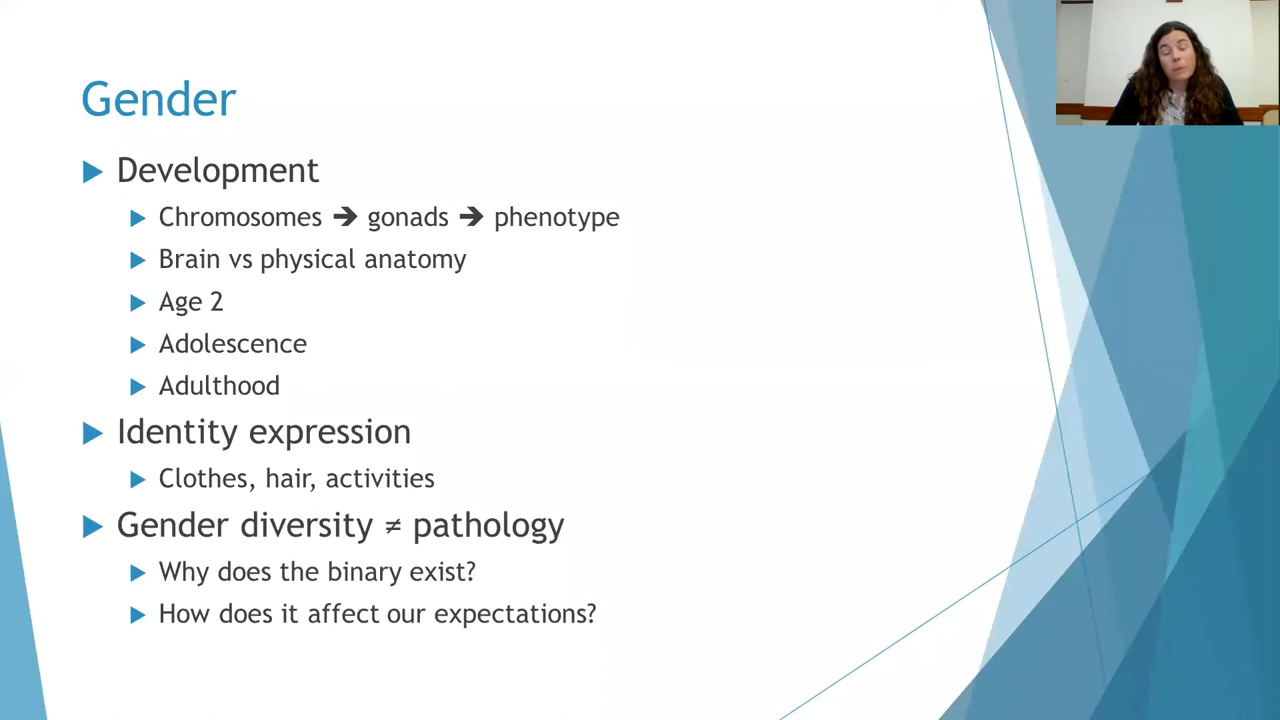 Gender
Development
Chromosomes ➔ gonads ➔ phenotype
Brain vs physical anatomy
Age 2
Adolescence
Adulthood
Identity expression
Clothes, hair, activities
Gender diversity ≠ pathology
Why does the binary exist?
How does it affect our expectations?